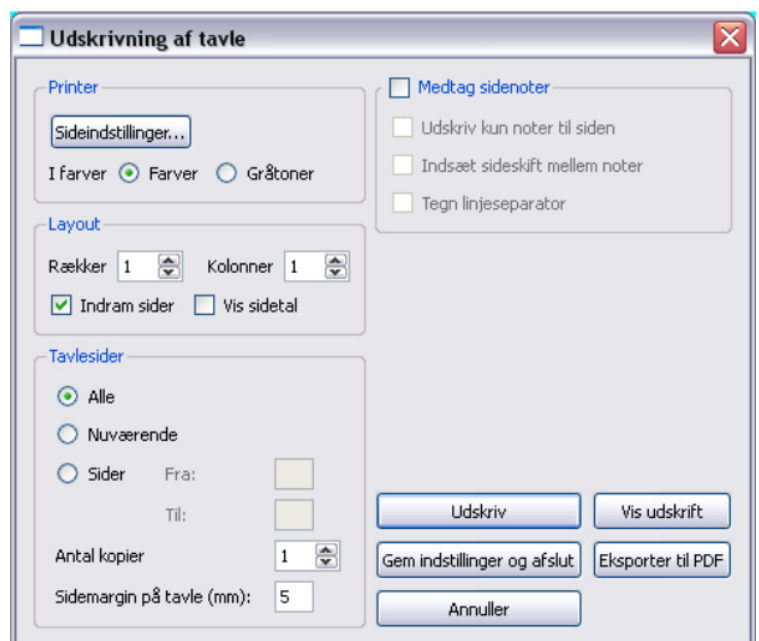 Udskrivning af tavle
Printer
Sideindstillinger...
I farver Farver Gråtoner
Layout
Rækker 1 Kolonner 1
Indram sider Vis sidetal
Tavlesider
Alle
Nuværende
Sider Fra:
Til:
Antal kopier 1
Sidemargin på tavle (mm): 5
Medtag sidenoter
Udskriv kun noter til siden
Indsæt sideskift mellem noter
Tegn linjeseparator
Udskriv Vis udskrift
Gem indstillinger og afslut Eksporter til PDF
Annuller